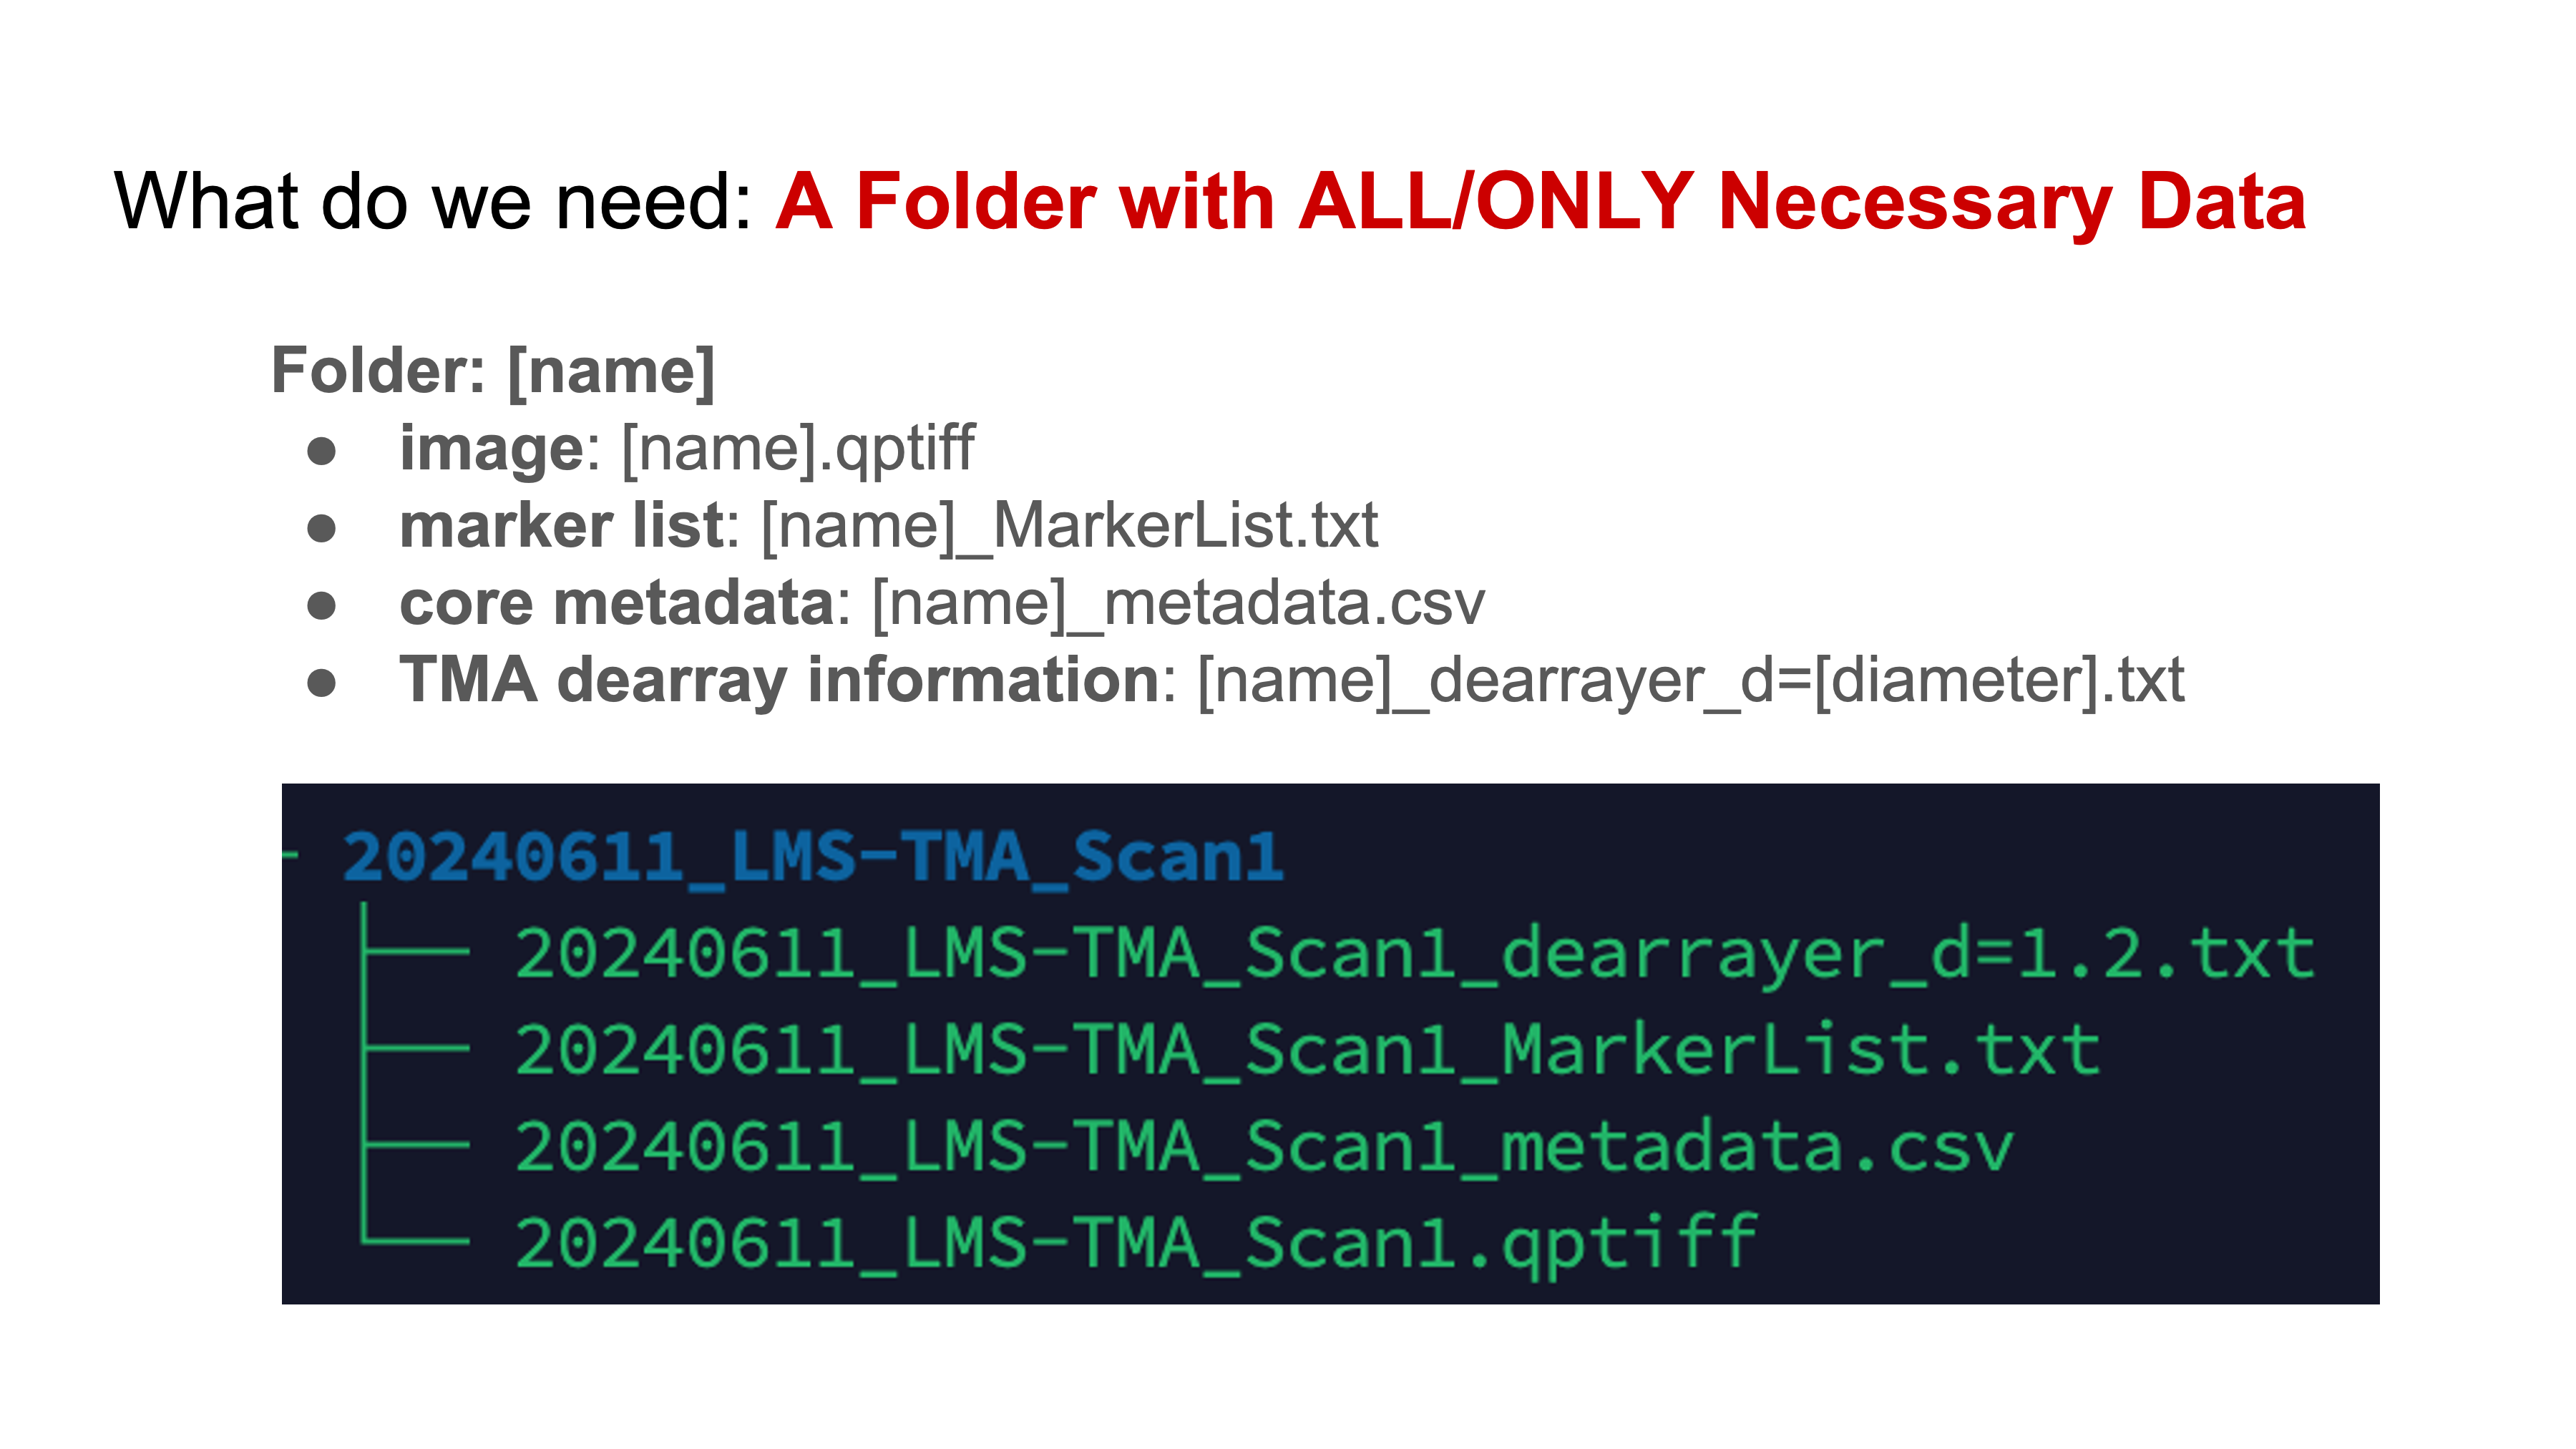 What do we need: A Folder with ALL/ONLY Necessary Data
Folder: [name]
● image: [name].qptiff
● marker list: [name]_MarkerList.txt
● core metadata: [name]_metadata.csv
● TMA dearray information: [name]_dearrayer_d=[diameter].txt
20240611_LMS-TMA_Scan1
20240611_LMS-TMA_Scan1_dearrayer_d=1.2.txt
20240611_LMS-TMA_Scan1_MarkerList.txt
20240611_LMS-TMA_Scan1_metadata.csv
20240611_LMS-TMA_Scan1.qptiff